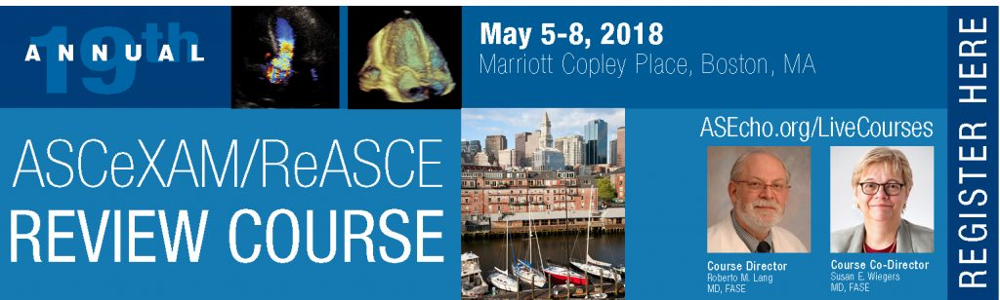 19th
ANNUAL
May 5-8, 2018
Marriott Copley Place, Boston, MA
ASCeXAM/ReASCE
REVIEW COURSE
ASEcho.org/LiveCourses
Course Director
Roberto M. Lang
MD, FASE
Course Co-Director
Susan E. Wiegers
MD, FASE
REGISTER HERE